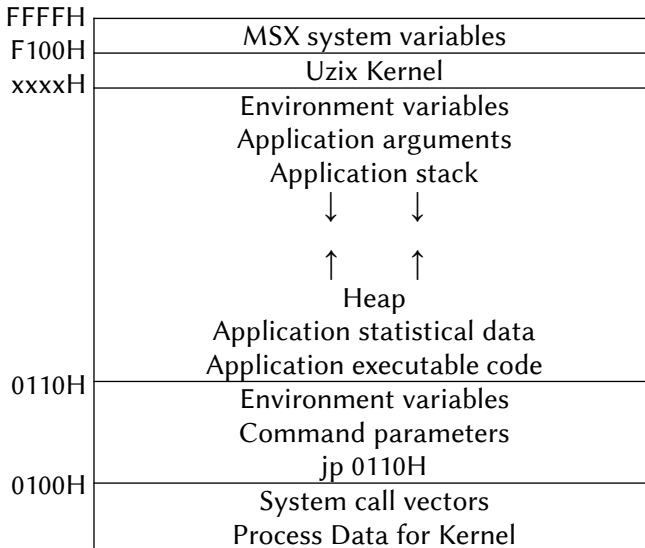 FFFFH
MSX system variables
F100H
Uzix Kernel
xxxxH
Environment variables
Application arguments
Application stack
↓ ↓
↑ ↑
Heap
Application statistical data
Application executable code
0110H
Environment variables
Command parameters
jp 0110H
0100H
System call vectors
Process Data for Kernel